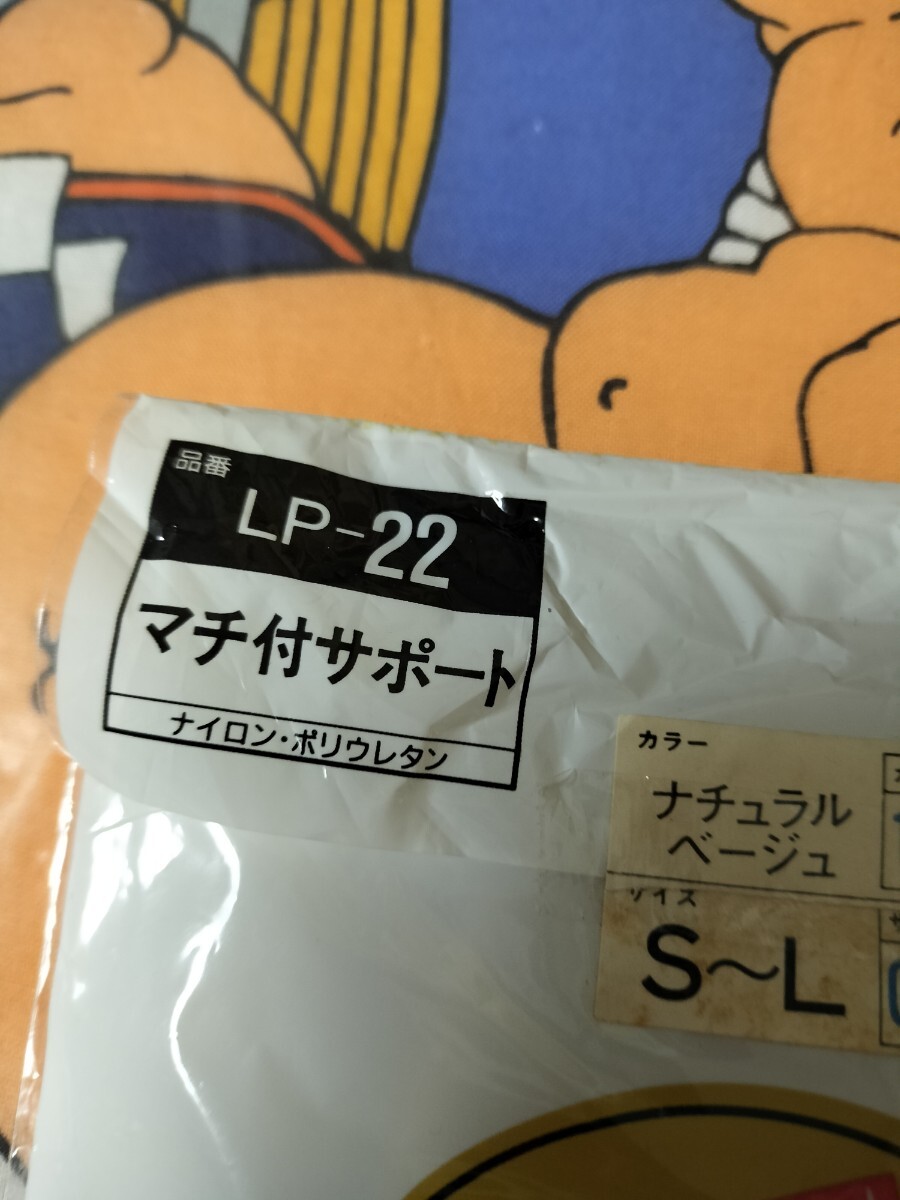 品番
LP-22
マチ付サポート
ナイロン・ポリウレタン
カラー
ナチュラル
ベージュ
サイズ
S〜L